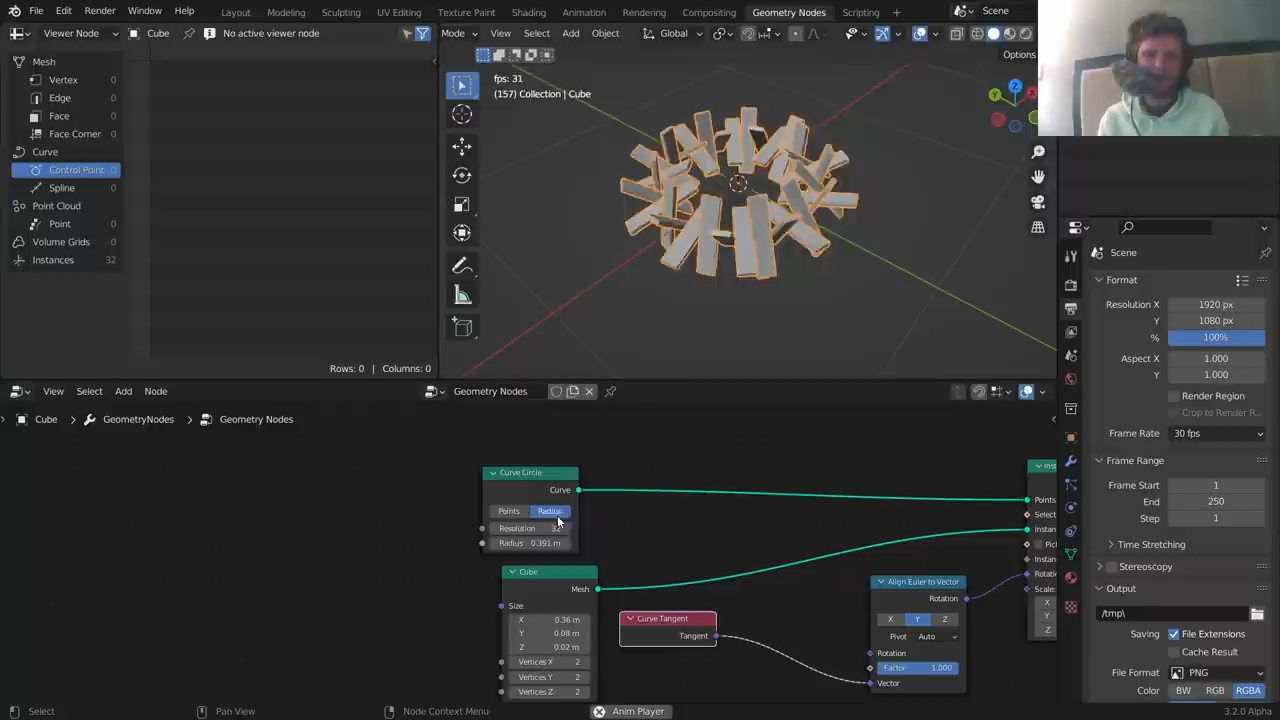 File Edit Render Window Help Layout Modeling Sculpting UV Editing Texture Paint Shading Animation Rendering Compositing Geometry Nodes Scripting Scene
Viewer Node Cube No active viewer node
Mode View Select Add Object Global
Options
Mesh
Vertex 0
Edge 0
Face 0
Face Corner 0
Curve
Control Point 0
Spline 0
Point Cloud
Point 0
Volume Grids 0
Instances 32
Rows: 0 | Columns: 0
fps: 31
(157) Collection | Cube
Y X Z
View Select Add Node Geometry Nodes
Cube GeometryNodes Geometry Nodes
Curve Circle
Curve
Points Radius
Resolution 32
Radius 0.391 m
Cube
Mesh
Size:
X 0.36 m
Y 0.08 m
Z 0.02 m
Vertices X 2
Vertices Y 2
Vertices Z 2
Curve Tangent
Tangent
Align Euler to Vector
Rotation
X Y Z
Pivot Auto
Rotation
Factor 1.000
Vector
Inst
Points
Select
Instan
Pic
Instan
Rotati
Scale:
X
Y
Z
Scene
Format
Resolution X 1920 px
Y 1080 px
% 100%
Aspect X 1.000
Y 1.000
Render Region
Crop to Render R...
Frame Rate 30 fps
Frame Range
Frame Start 1
End 250
Step 1
Time Stretching
Stereoscopy
Output
/tmp\
Saving File Extensions
Cache Result
File Format PNG
Color BW RGB RGBA
Select Pan View Node Context Menu Anim Player 3.2.0 Alpha